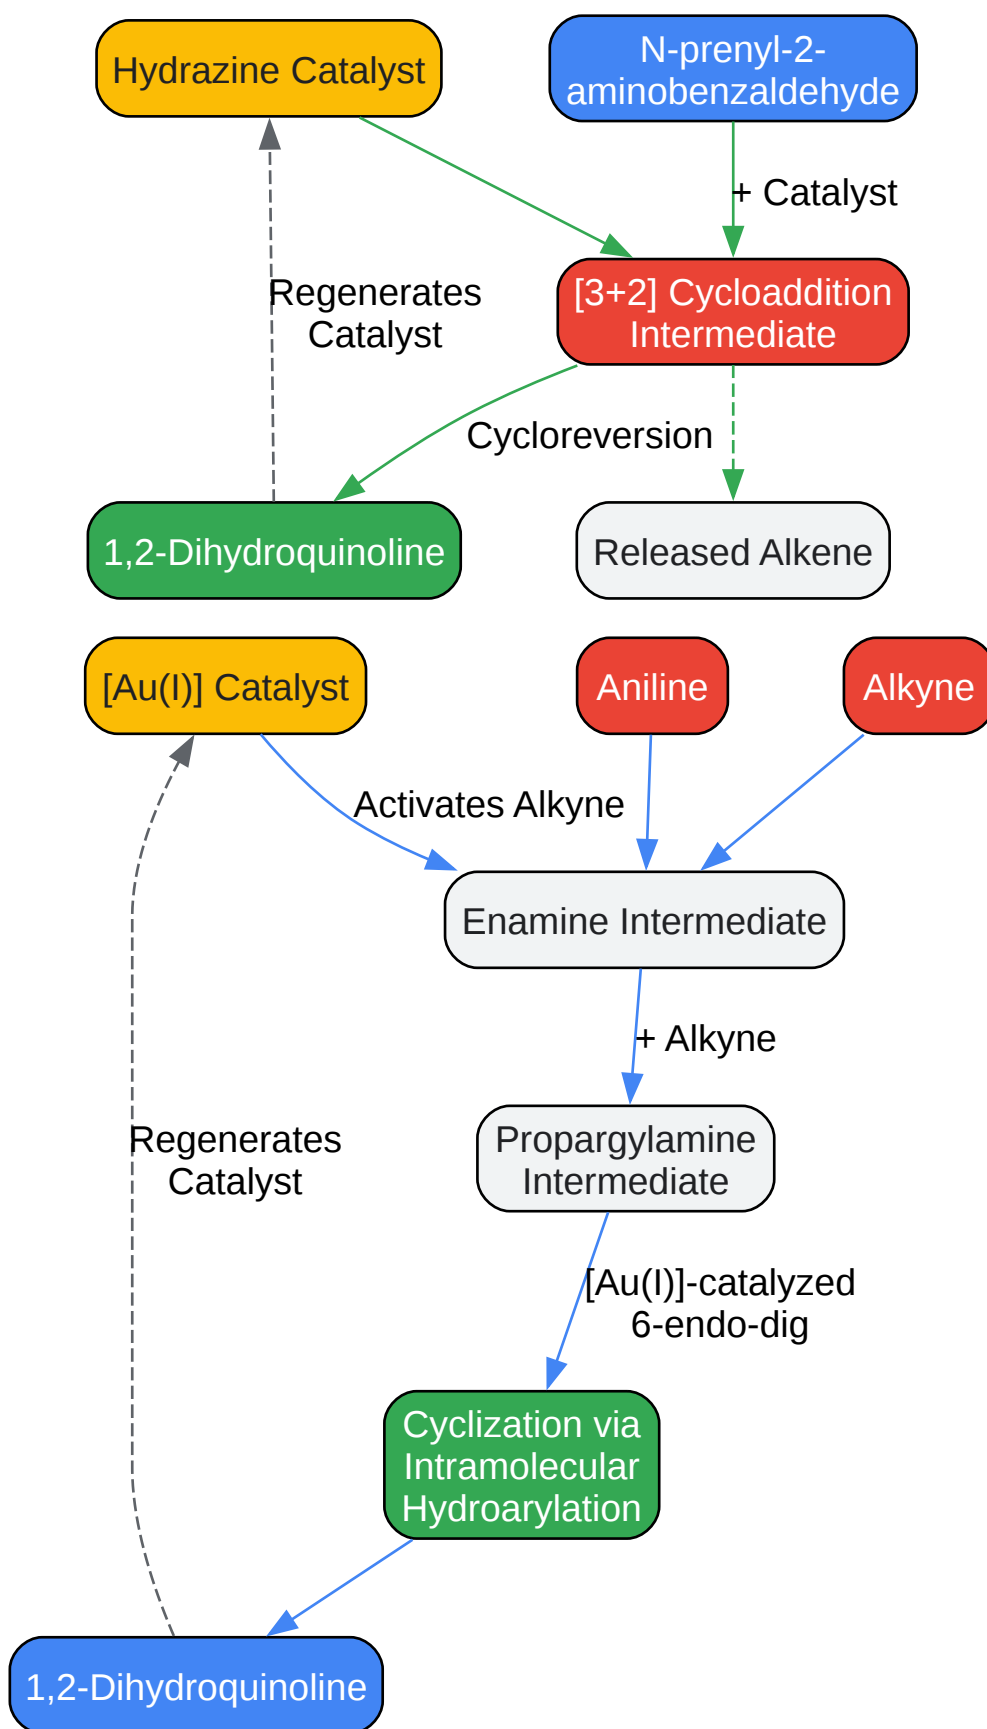 Hydrazine Catalyst
N-prenyl-2-
aminobenzaldehyde
+ Catalyst
[3+2] Cycloaddition
Intermediate
Regenerates
Catalyst
Cycloreversion
1,2-Dihydroquinoline
Released Alkene
[Au(I)] Catalyst
Aniline
Alkyne
Activates Alkyne
Enamine Intermediate
+ Alkyne
Propargylamine
Intermediate
Regenerates
Catalyst
[Au(I)]-catalyzed
6-endo-dig
Cyclization via
Intramolecular
Hydroarylation
1,2-Dihydroquinoline